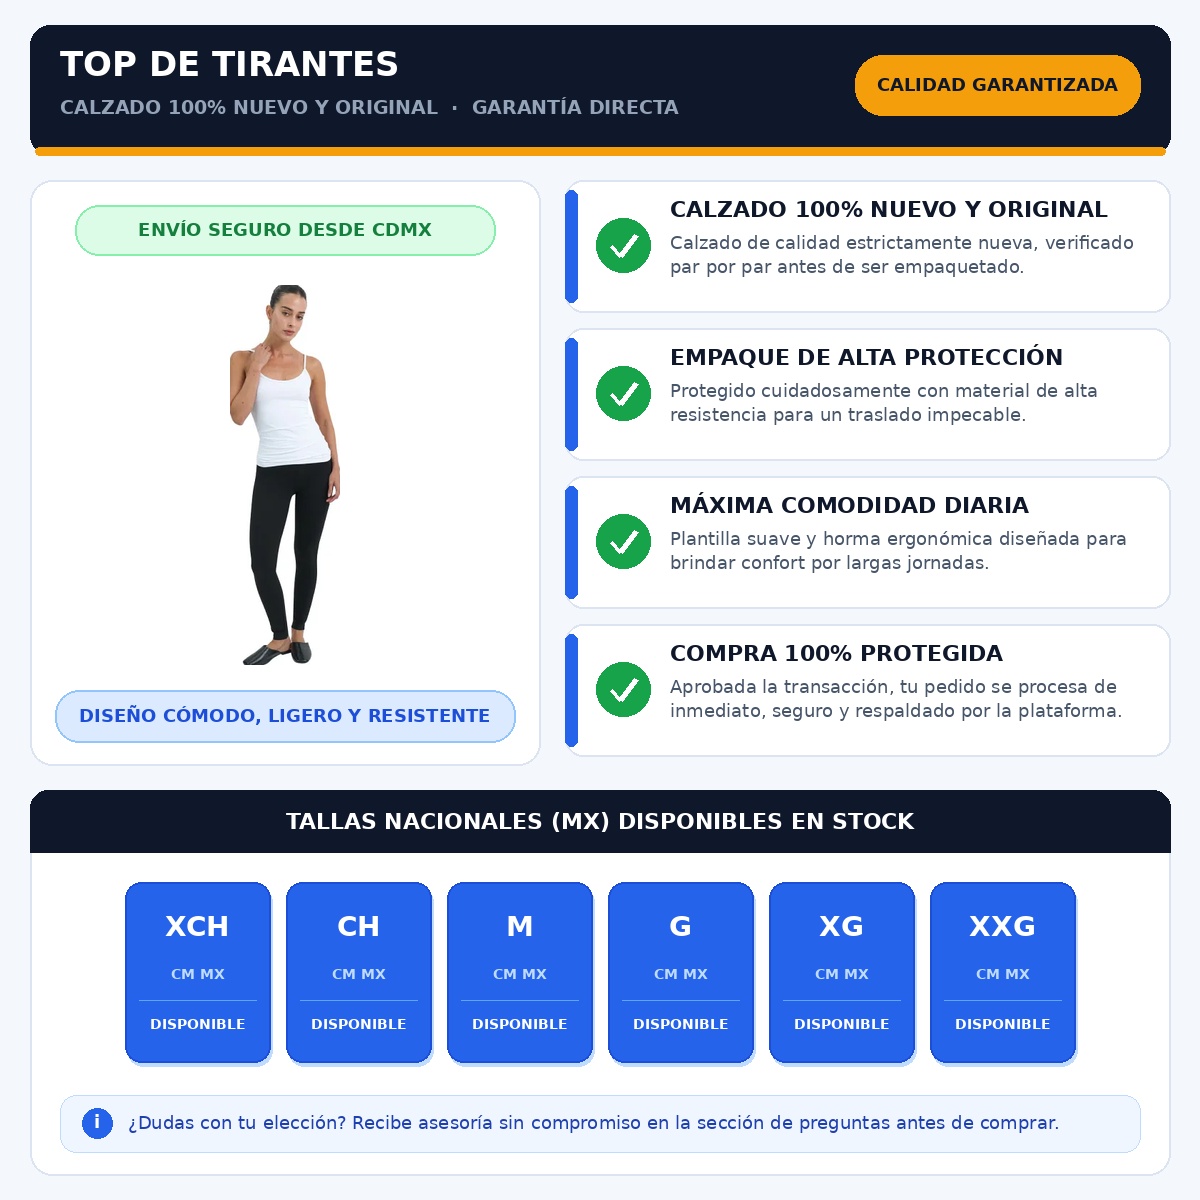 TOP DE TIRANTES
CALZADO 100% NUEVO Y ORIGINAL · GARANTÍA DIRECTA
CALIDAD GARANTIZADA
ENVÍO SEGURO DESDE CDMX
DISEÑO CÓMODO, LIGERO Y RESISTENTE
CALZADO 100% NUEVO Y ORIGINAL
Calzado de calidad estrictamente nueva, verificado
par por par antes de ser empaquetado.
EMPAQUE DE ALTA PROTECCIÓN
Protegido cuidadosamente con material de alta
resistencia para un traslado impecable.
MÁXIMA COMODIDAD DIARIA
Plantilla suave y horma ergonómica diseñada para
brindar confort por largas jornadas.
COMPRA 100% PROTEGIDA
Aprobada la transacción, tu pedido se procesa de
inmediato, seguro y respaldado por la plataforma.
TALLAS NACIONALES (MX) DISPONIBLES EN STOCK
XCH
CM MX
DISPONIBLE
CH
CM MX
DISPONIBLE
M
CM MX
DISPONIBLE
G
CM MX
DISPONIBLE
XG
CM MX
DISPONIBLE
XXG
CM MX
DISPONIBLE
i ¿Dudas con tu elección? Recibe asesoría sin compromiso en la sección de preguntas antes de comprar.